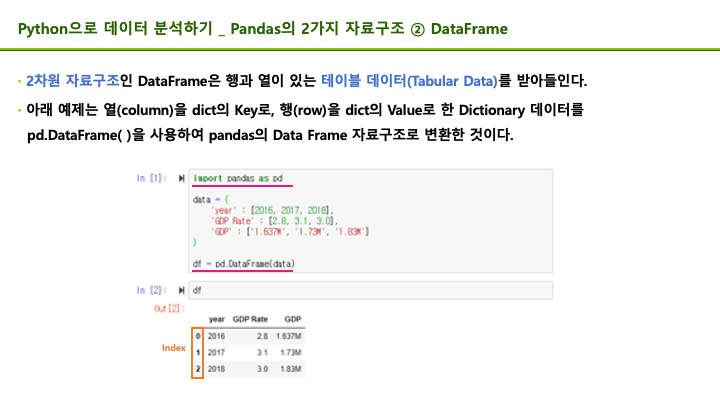 Python으로 데이터 분석하기 _ Pandas의 2가지 자료구조 ② DataFrame
· 2차원 자료구조인 DataFrame은 행과 열이 있는 테이블 데이터(Tabular Data)를 받아들인다.
· 아래 예제는 열(column)을 dict의 Key로, 행(row)을 dict의 Value로 한 Dictionary 데이터를
pd.DataFrame( )을 사용하여 pandas의 Data Frame 자료구조로 변환한 것이다.
In [1]: import pandas as pd
data = {
'year' : [2016, 2017, 2018],
'GDP Rate' : [2.8, 3.1, 3.0],
'GDP' : ['1.637M', '1.73M', '1.83M']
}
df = pd.DataFrame(data)
In [2]: df
Out[2]:
year GDP Rate GDP
0 2016 2.8 1.637M
Index
1 2017 3.1 1.73M
2 2018 3.0 1.83M